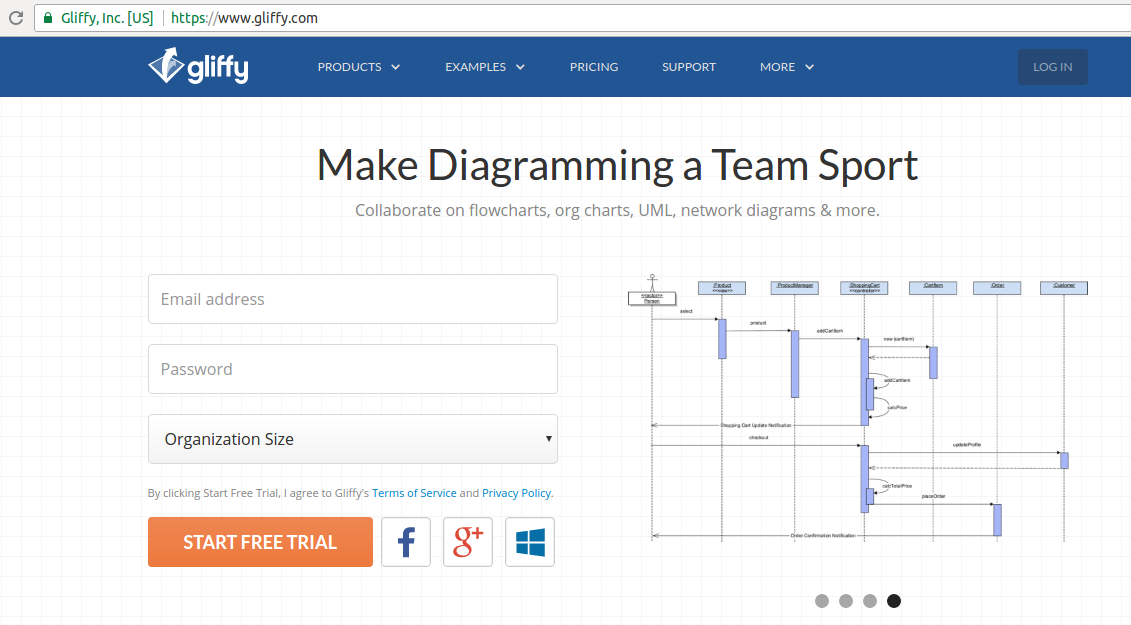 Gliffy, Inc. [US] https://www.gliffy.com
gliffy PRODUCTS EXAMPLES PRICING SUPPORT MORE LOG IN
Make Diagramming a Team Sport
Collaborate on flowcharts, org charts, UML, network diagrams & more.
Email address
Password
Organization Size
By clicking Start Free Trial, I agree to Gliffy's Terms of Service and Privacy Policy.
START FREE TRIAL f g+
:Product :ProductManager :ShoppingCart :CartItem :Order :Customer
<<new>> <<controller>>
<<actor>>
Person
select
product
addCartItem
new (cartItem)
addCartItem
calcPrice
Shopping Cart Update Notification
checkout
updateProfile
calcTotalPrice
placeOrder
Order Confirmation Notification